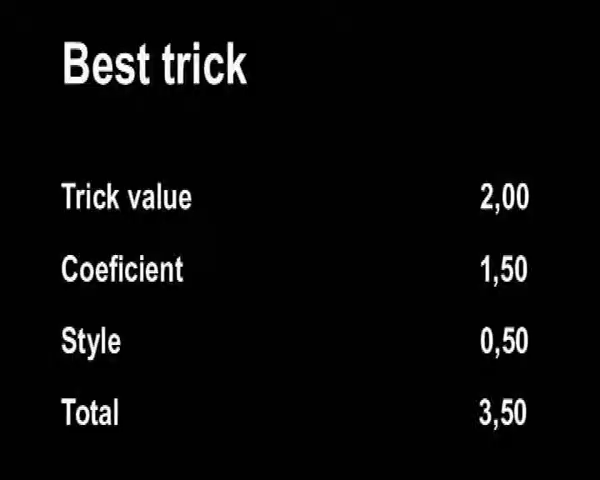 Best trick
Trick value 2,00
Coeficient 1,50
Style 0,50
Total 3,50